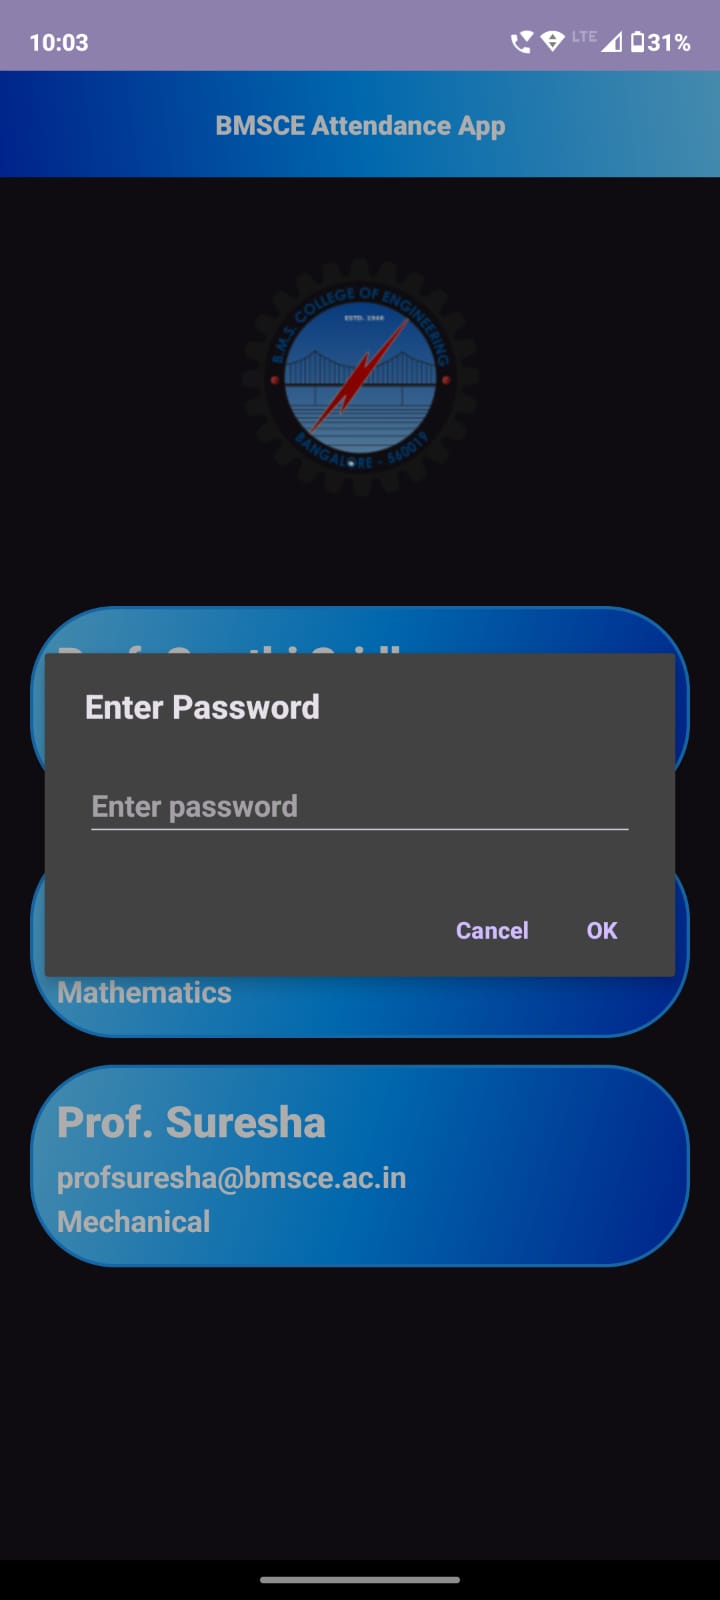 10:03
LTE
31%
BMSCE Attendance App
B.M.S. COLLEGE OF ENGINEERING
ESTD. 1946
BANGALORE - 560019
Enter Password
Enter password
Cancel
OK
Mathematics
Prof. Suresha
profsuresha@bmsce.ac.in
Mechanical